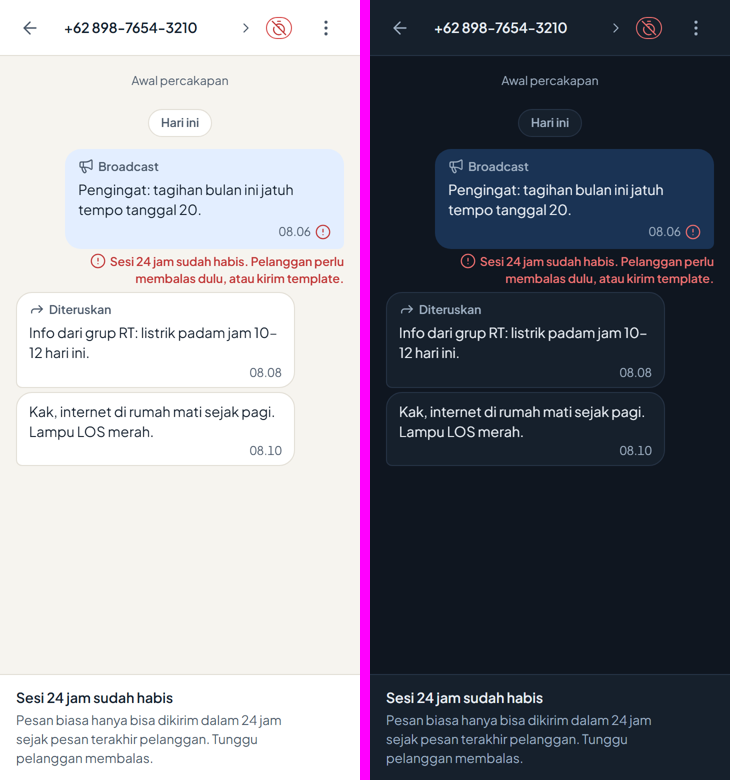 +62 898-7654-3210
Awal percakapan
Hari ini
Broadcast
Pengingat: tagihan bulan ini jatuh
tempo tanggal 20.
08.06
Sesi 24 jam sudah habis. Pelanggan perlu
membalas dulu, atau kirim template.
Diteruskan
Info dari grup RT: listrik padam jam 10–
12 hari ini.
08.08
Kak, internet di rumah mati sejak pagi.
Lampu LOS merah.
08.10
Sesi 24 jam sudah habis
Pesan biasa hanya bisa dikirim dalam 24 jam
sejak pesan terakhir pelanggan. Tunggu
pelanggan membalas.
+62 898-7654-3210
Awal percakapan
Hari ini
Broadcast
Pengingat: tagihan bulan ini jatuh
tempo tanggal 20.
08.06
Sesi 24 jam sudah habis. Pelanggan perlu
membalas dulu, atau kirim template.
Diteruskan
Info dari grup RT: listrik padam jam 10–
12 hari ini.
08.08
Kak, internet di rumah mati sejak pagi.
Lampu LOS merah.
08.10
Sesi 24 jam sudah habis
Pesan biasa hanya bisa dikirim dalam 24 jam
sejak pesan terakhir pelanggan. Tunggu
pelanggan membalas.